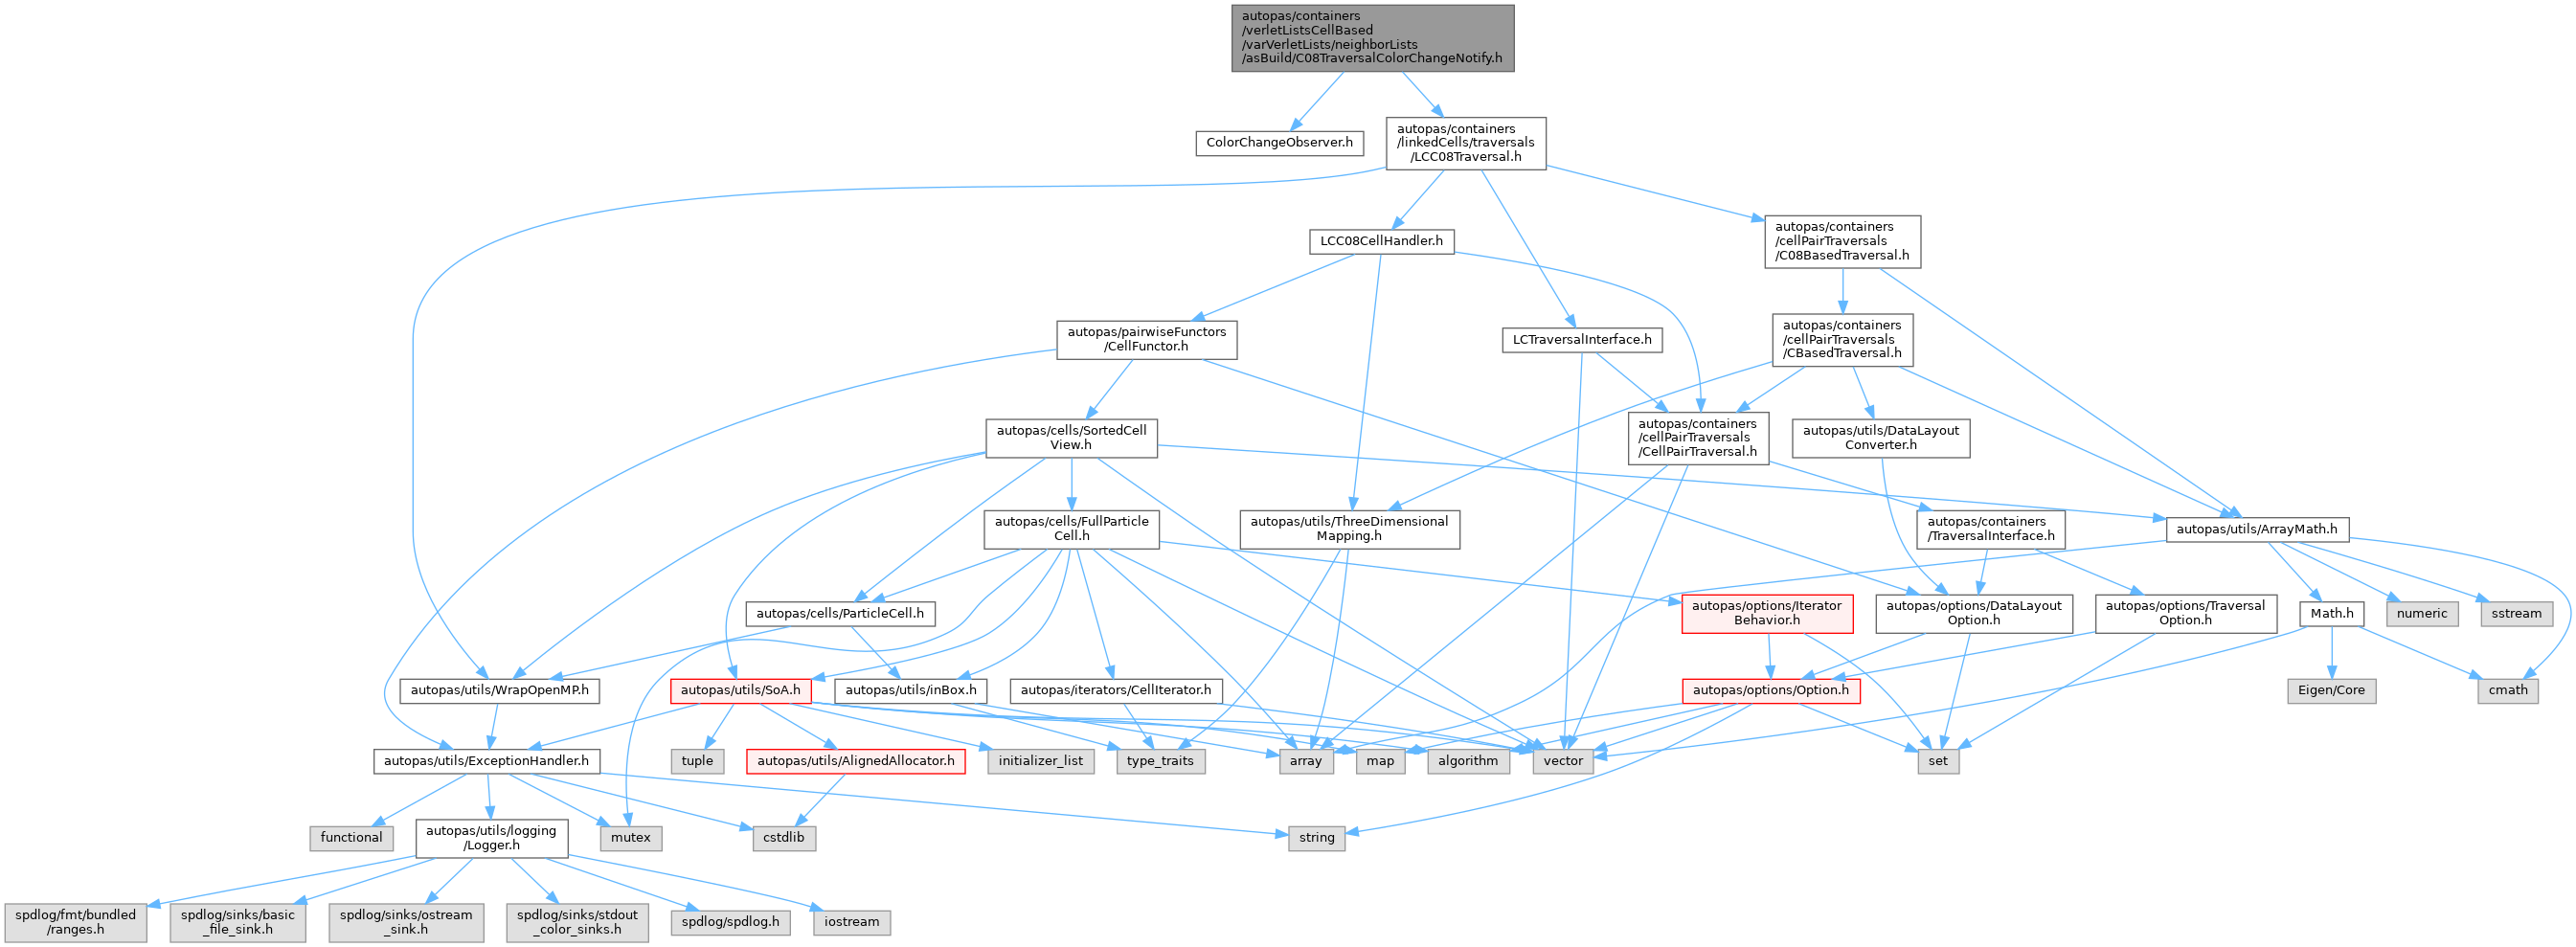 autopas/containers
/verletListsCellBased
/varVerletLists/neighborLists
/asBuild/C08TraversalColorChangeNotify.h
ColorChangeObserver.h
autopas/containers
/linkedCells/traversals
/LCC08Traversal.h
LCC08CellHandler.h
autopas/containers
/cellPairTraversals
/C08BasedTraversal.h
autopas/pairwiseFunctors
/CellFunctor.h
LCTraversalInterface.h
autopas/containers
/cellPairTraversals
/CBasedTraversal.h
autopas/cells/SortedCell
View.h
autopas/containers
/cellPairTraversals
/CellPairTraversal.h
autopas/utils/DataLayout
Converter.h
autopas/cells/FullParticle
Cell.h
autopas/utils/ThreeDimensional
Mapping.h
autopas/containers
/TraversalInterface.h
autopas/utils/ArrayMath.h
autopas/cells/ParticleCell.h
autopas/options/Iterator
Behavior.h
autopas/options/DataLayout
Option.h
autopas/options/Traversal
Option.h
Math.h
numeric
sstream
autopas/utils/WrapOpenMP.h
autopas/utils/SoA.h
autopas/utils/inBox.h
autopas/iterators/CellIterator.h
autopas/options/Option.h
Eigen/Core
cmath
autopas/utils/ExceptionHandler.h
tuple
autopas/utils/AlignedAllocator.h
initializer_list
type_traits
array
map
algorithm
vector
set
functional
autopas/utils/logging
/Logger.h
mutex
cstdlib
string
spdlog/fmt/bundled
/ranges.h
spdlog/sinks/basic
_file_sink.h
spdlog/sinks/ostream
_sink.h
spdlog/sinks/stdout
_color_sinks.h
spdlog/spdlog.h
iostream